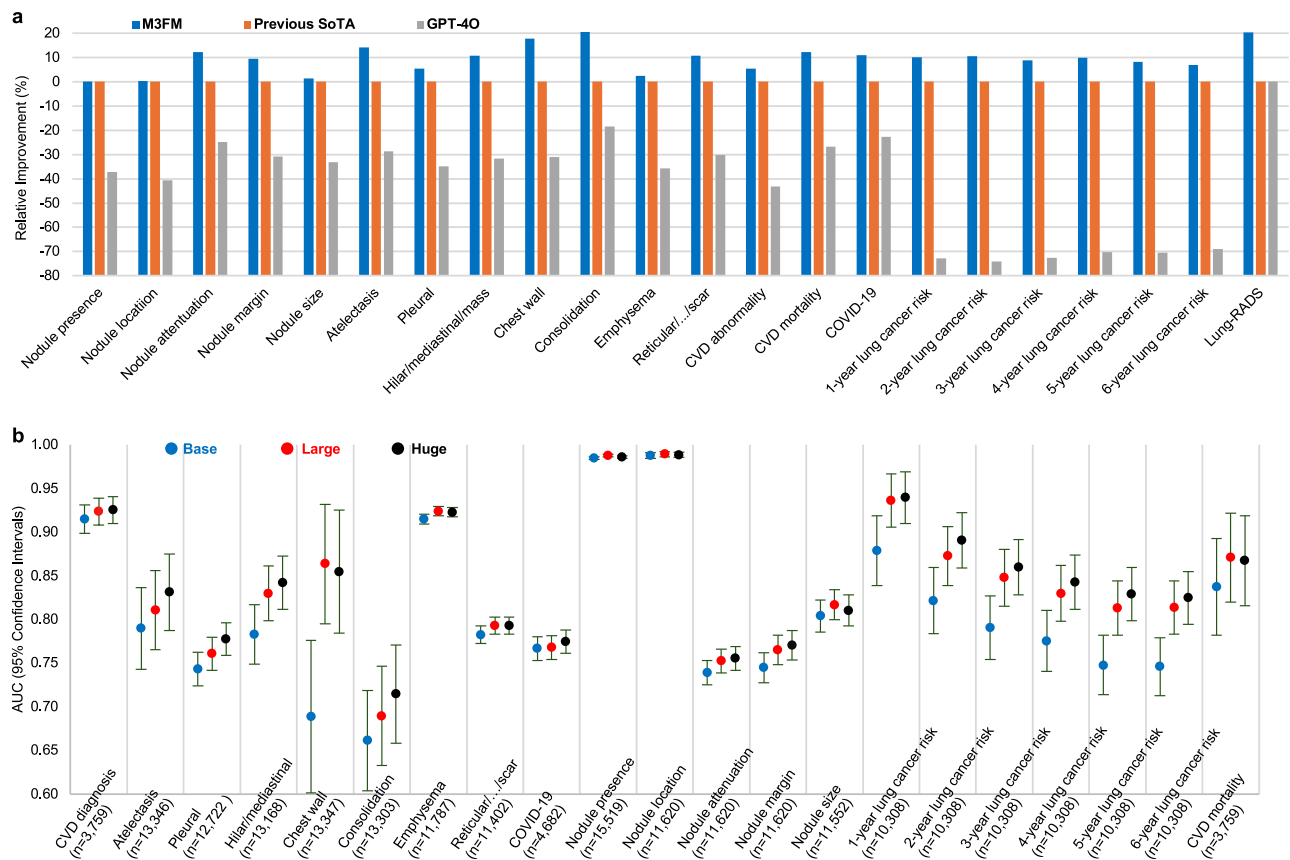 a
M3FM
Previous SoTA
GPT-4O
Relative Improvement (%)
20
10
0
-10
-20
-30
-40
-50
-60
-70
-80
Nodule presence
Nodule locatiion
Nodule attentuation
Nodule margin
Nodule size
Atelectasis
Pleural
Hilar/mediastinal/mass
Chest wall
Consolidation
Emphysema
Reticular/.../scar
CVD abnormality
CVD mortality
COVID-19
1-year lung cancer risk
2-year lung cancer risk
3-year lung cancer risk
4-year lung cancer risk
5-year lung cancer risk
6-year lung cancer risk
Lung-RADS
b
Base
Large
Huge
AUC (95% Confidence Intervals)
1.00
0.95
0.90
0.85
0.80
0.75
0.70
0.65
0.60
CVD diagnosis
(n=3,759)
Atelectasis
(n=13,346)
Pleural
(n=12,722 )
Hilar/mediastinal
(n=13,168)
Chest wall
(n=13,347)
Consolidation
(n=13,303)
Emphysema
(n=11,787)
Reticular/.../scar
(n=11,402)
COVID-19
(n=4,682)
Nodule presence
(n=15,519)
Nodule location
(n=11,620)
Nodule attenuation
(n=11,620)
Nodule margin
(n=11,620)
Nodule size
(n=11,552)
1-year lung cancer risk
(n=10,308)
2-year lung cancer risk
(n=10,308)
3-year lung cancer risk
(n=10,308)
4-year lung cancer risk
(n=10,308)
5-year lung cancer risk
(n=10,308)
6-year lung cancer risk
(n=10,308)
CVD mortality
(n=3,759)